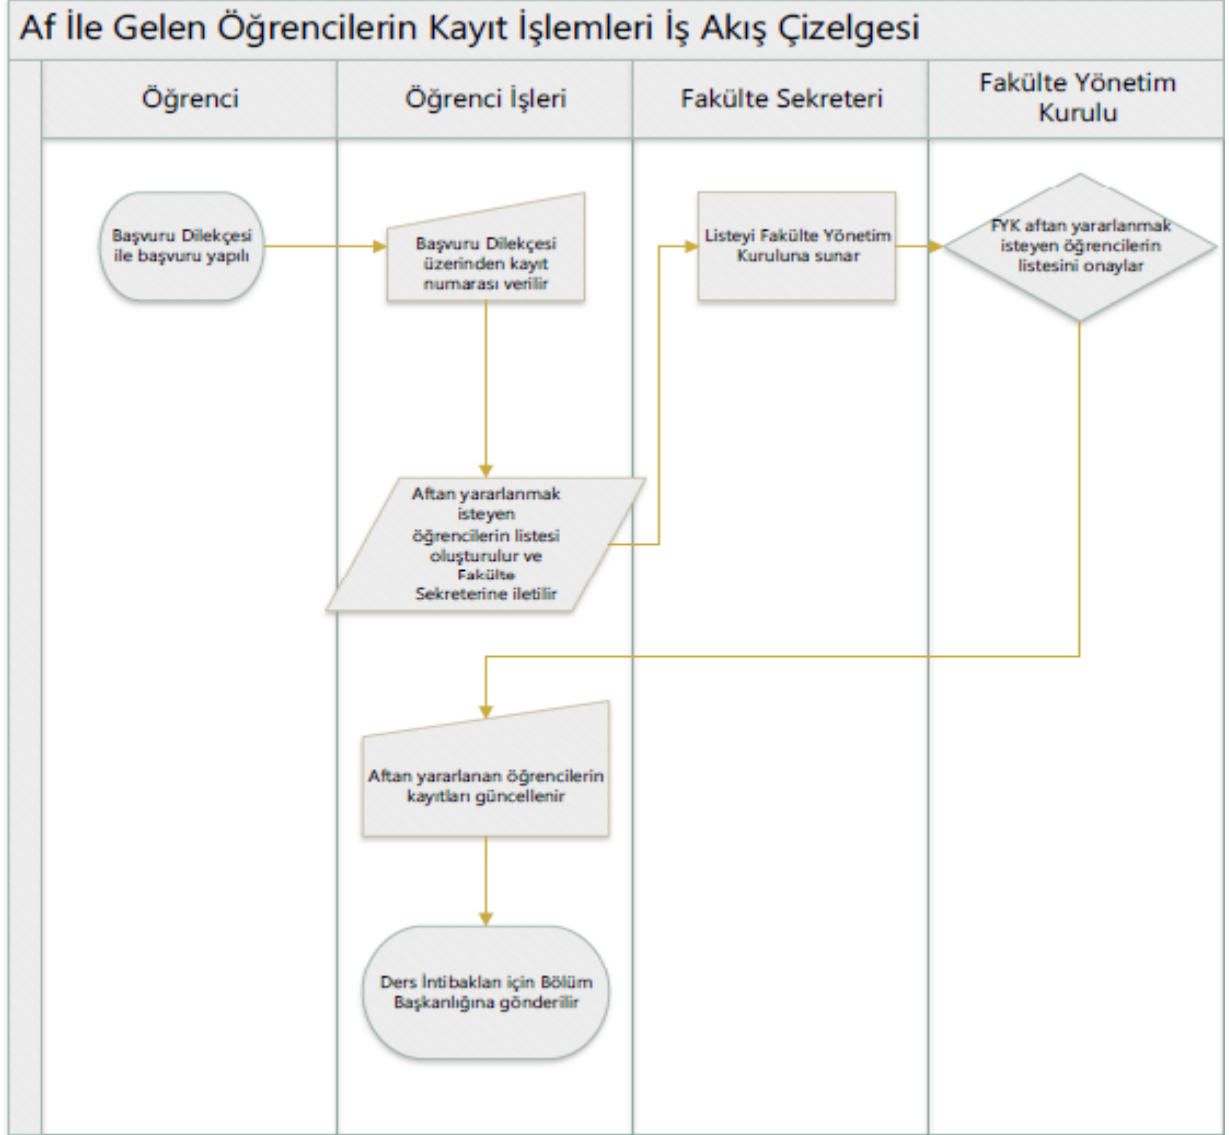 Af İle Gelen Öğrencilerin Kayıt İşlemleri İş Akış Çizelgesi
Öğrenci
Öğrenci İşleri
Fakülte Sekreteri
Fakülte Yönetim
Kurulu
Başvuru Dilekçesi
ile başvuru yapılı
Başvuru Dilekçesi
üzerinden kayıt
numarası verilir
Listeyi Fakülte Yönetim
Kuruluna sunar
FYK aftan yararlanmak
isteyen öğrencilerin
listesini onaylar
Aftan yararlanmak
isteyen
öğrencilerin listesi
oluşturulur ve
Fakülte
Sekreterine iletilir
Aftan yararlanan öğrencilerin
kayıtları güncellenir
Ders İntibakları için Bölüm
Başkanlığına gönderilir